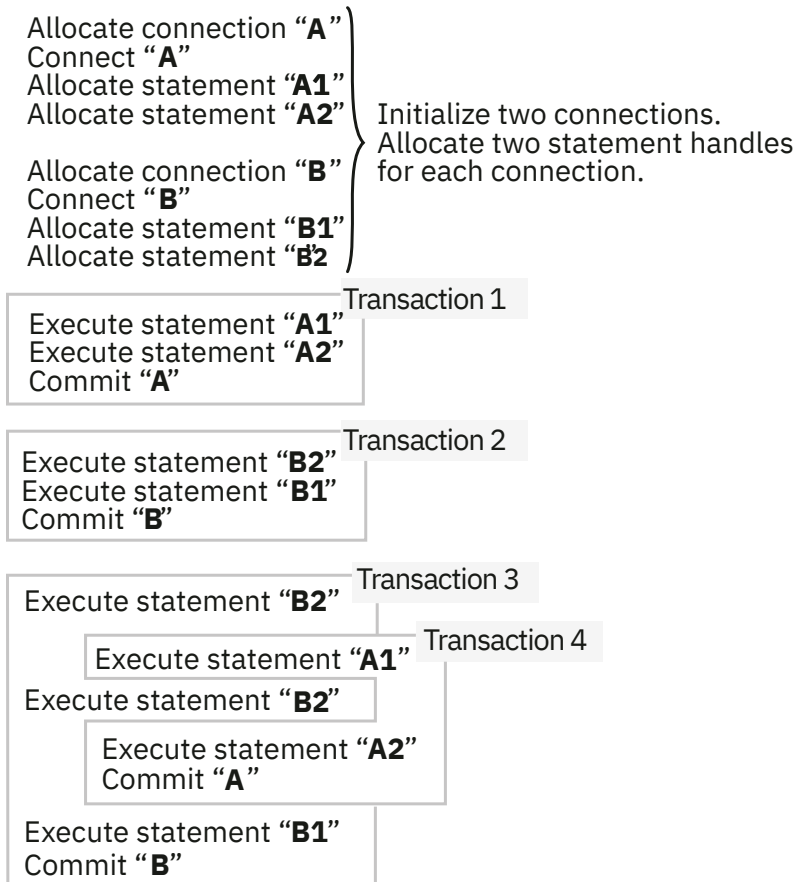 Allocate connection “A”
Connect “A”
Allocate statement “A1”
Allocate statement “A2”
Initialize two connections.
Allocate two statement handles
for each connection.
Allocate connection “B”
Connect “B”
Allocate statement “B1”
Allocate statement “B2”
Transaction 1
Execute statement “A1”
Execute statement “A2”
Commit “A”
Transaction 2
Execute statement “B2”
Execute statement “B1”
Commit “B”
Transaction 3
Execute statement “B2”
Transaction 4
Execute statement “A1”
Execute statement “B2”
Execute statement “A2”
Commit “A”
Execute statement “B1”
Commit “B”